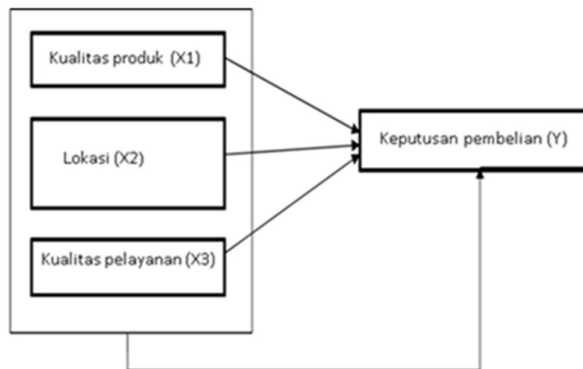 Kualitas produk (X1)
Lokasi (X2)
Kualitas pelayanan (X3)
Keputusan pembelian (Y)